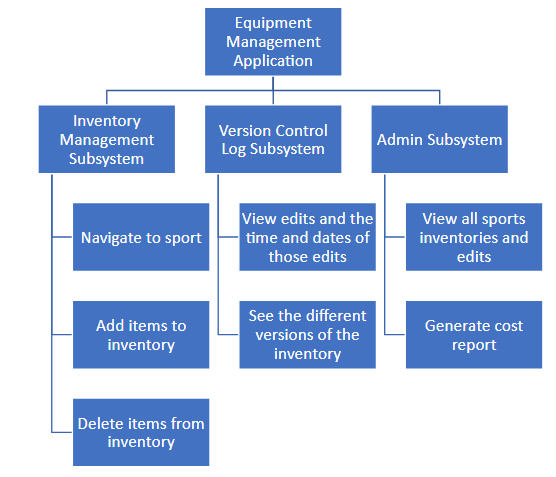 Equipment
Management
Application
Inventory
Management
Subsystem
Version Control
Log Subsystem
Admin Subsystem
Navigate to sport
View edits and the
time and dates of
those edits
View all sports
inventories and
edits
Add items to
inventory
See the different
versions of the
inventory
Generate cost
report
Delete items from
inventory